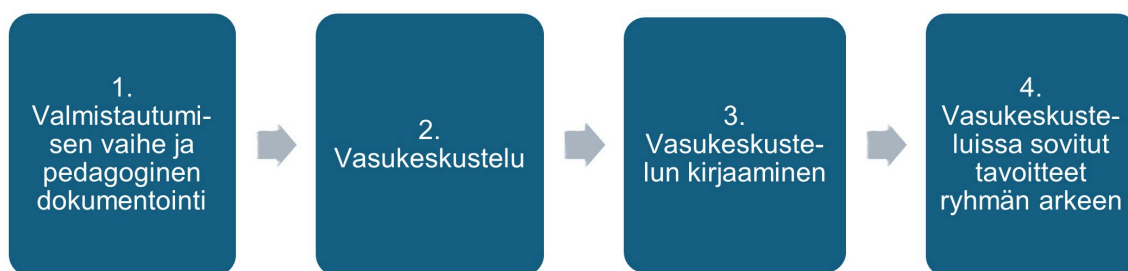 1.
Valmistautumi-
sen vaihe ja
pedagoginen
dokumentointi
2.
Vasukeskustelu
3.
Vasukeskuste-
lun kirjaaminen
4.
Vasukeskuste-
luissa sovitut
tavoitteet
ryhmän arkeen